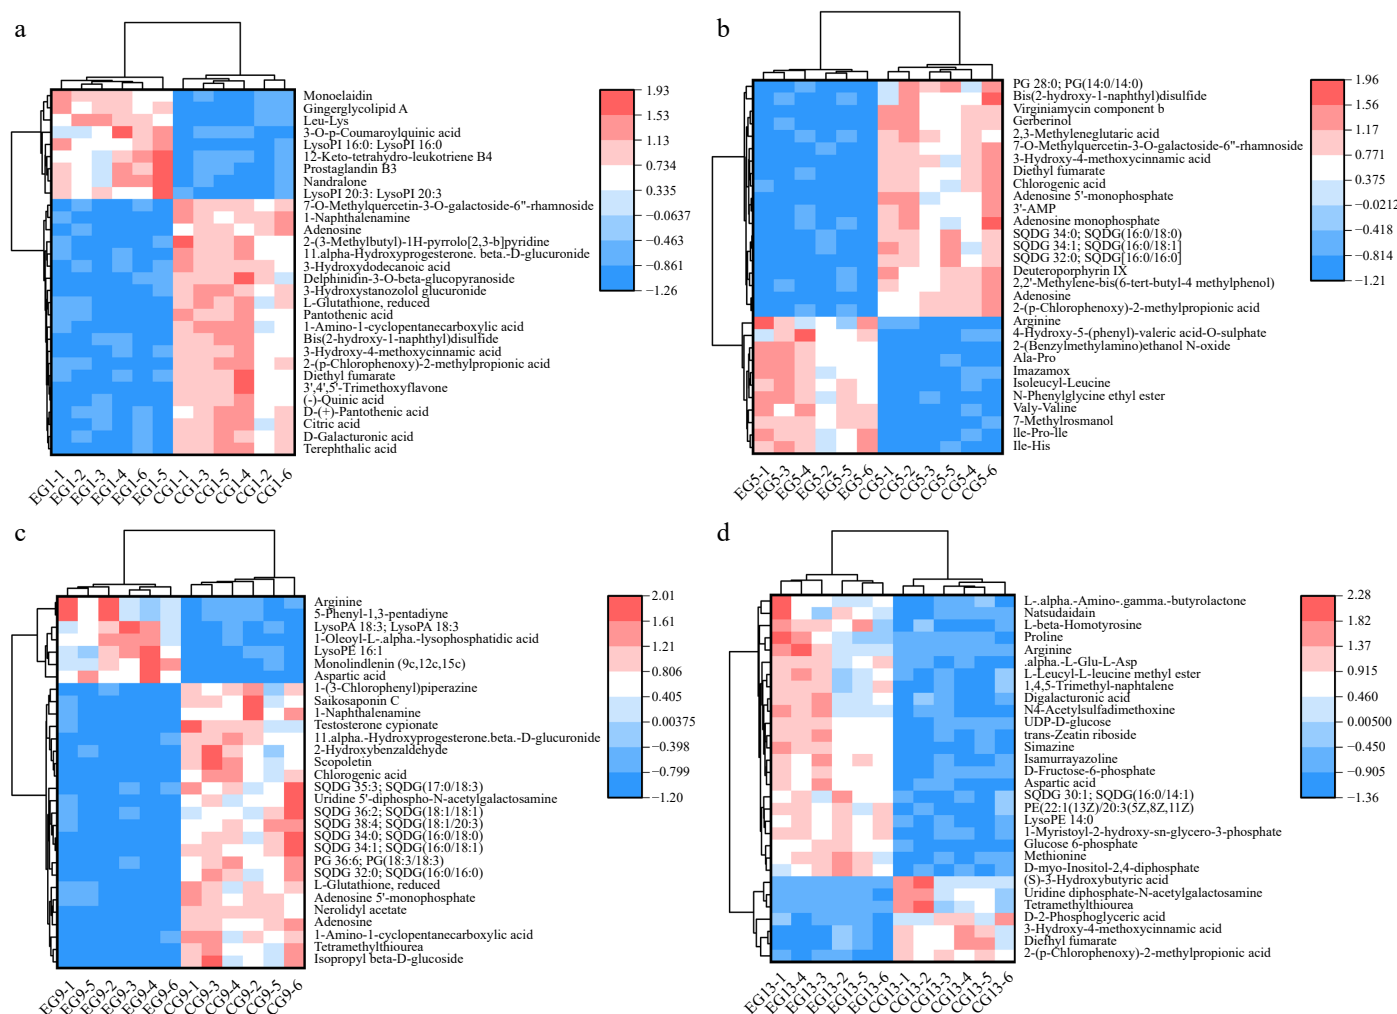 a
Monoelaidin
Gingerglycolipid A
Leu-Lys
3-O-p-Coumaroylquinic acid
LysoPI 16:0: LysoPI 16:0
12-Keto-tetrahydro-leukotriene B4
Prostaglandin B3
Nandralone
LysoPI 20:3: LysoPI 20:3
7-O-Methylquercetin-3-O-galactoside-6"-rhamnoside
1-Naphthalenamine
Adenosine
2-(3-Methylbutyl)-1H-pyrrolo[2,3-b]pyridine
11.alpha-Hydroxyprogesterone. beta.-D-glucuronide
3-Hydroxydodecanoic acid
Delphinidin-3-O-beta-glucopyranoside
3-Hydroxystanozolol glucuronide
L-Glutathione, reduced
Pantothenic acid
1-Amino-1-cyclopentanecarboxylic acid
Bis(2-hydroxy-1-naphthyl)disulfide
3-Hydroxy-4-methoxycinnamic acid
2-(p-Chlorophenoxy)-2-methylpropionic acid
Diethyl fumarate
3',4',5'-Trimethoxyflavone
(-)-Quinic acid
D-(+)-Pantothenic acid
Citric acid
D-Galacturonic acid
Terephthalic acid
1.93
1.53
1.13
0.734
0.335
−0.0637
−0.463
−0.861
−1.26
EG1-1
EG1-2
EG1-3
EG1-4
EG1-6
EG1-5
CG1-1
CG1-3
CG1-5
CG1-4
CG1-2
CG1-6
b
PG 28:0; PG(14:0/14:0)
Bis(2-hydroxy-1-naphthyl)disulfide
Virginiamycin component b
Gerberinol
2,3-Methyleneglutaric acid
7-O-Methylquercetin-3-O-galactoside-6"-rhamnoside
3-Hydroxy-4-methoxycinnamic acid
Diethyl fumarate
Chlorogenic acid
Adenosine 5'-monophosphate
3'-AMP
Adenosine monophosphate
SQDG 34:0; SQDG(16:0/18:0)
SQDG 34:1; SQDG(16:0/18:1]
SQDG 32:0; SQDG[16:0/16:0]
Deuteroporphyrin IX
2,2'-Methylene-bis(6-tert-butyl-4 methylphenol)
Adenosine
2-(p-Chlorophenoxy)-2-methylpropionic acid
Arginine
4-Hydroxy-5-(phenyl)-valeric acid-O-sulphate
2-(Benzylmethylamino)ethanol N-oxide
Ala-Pro
Imazamox
Isoleucyl-Leucine
N-Phenylglycine ethyl ester
Valy-Valine
7-Methylrosmanol
lle-Pro-lle
Ile-His
1.96
1.56
1.17
0.771
0.375
−0.0212
−0.418
−0.814
−1.21
EG5-1
EG5-3
EG5-4
EG5-2
EG5-5
EG5-6
CG5-1
CG5-2
CG5-3
CG5-5
CG5-4
CG5-6
c
Arginine
5-Phenyl-1,3-pentadiyne
LysoPA 18:3; LysoPA 18:3
1-Oleoyl-L-.alpha.-lysophosphatidic acid
LysoPE 16:1
Monolindlenin (9c,12c,15c)
Aspartic acid
1-(3-Chlorophenyl)piperazine
Saikosaponin C
1-Naphthalenamine
Testosterone cypionate
11.alpha.-Hydroxyprogesterone.beta.-D-glucuronide
2-Hydroxybenzaldehyde
Scopoletin
Chlorogenic acid
SQDG 35:3; SQDG(17:0/18:3)
Uridine 5'-diphospho-N-acetylgalactosamine
SQDG 36:2; SQDG(18:1/18:1)
SQDG 38:4; SQDG(18:1/20:3)
SQDG 34:0; SQDG(16:0/18:0)
SQDG 34:1; SQDG(16:0/18:1)
PG 36:6; PG(18:3/18:3)
SQDG 32:0; SQDG(16:0/16:0)
L-Glutathione, reduced
Adenosine 5'-monophosphate
Nerolidyl acetate
Adenosine
1-Amino-1-cyclopentanecarboxylic acid
Tetramethylthiourea
Isopropyl beta-D-glucoside
2.01
1.61
1.21
0.806
0.405
0.00375
−0.398
−0.799
−1.20
EG9-1
EG9-5
EG9-2
EG9-3
EG9-4
EG9-6
CG9-1
CG9-3
CG9-4
CG9-2
CG9-5
CG9-6
d
L-.alpha.-Amino-.gamma.-butyrolactone
Natsudaidain
L-beta-Homotyrosine
Proline
Arginine
.alpha.-L-Glu-L-Asp
L-Leucyl-L-leucine methyl ester
1,4,5-Trimethyl-naphtalene
Digalacturonic acid
N4-Acetylsulfadimethoxine
UDP-D-glucose
trans-Zeatin riboside
Simazine
Isamurrayazoline
D-Fructose-6-phosphate
Aspartic acid
SQDG 30:1; SQDG(16:0/14:1)
PE(22:1(13Z)/20:3(5Z,8Z,11Z)
LysoPE 14:0
1-Myristoyl-2-hydroxy-sn-glycero-3-phosphate
Glucose 6-phosphate
Methionine
D-myo-Inositol-2,4-diphosphate
(S)-3-Hydroxybutyric acid
Uridine diphosphate-N-acetylgalactosamine
Tetramethylthiourea
D-2-Phosphoglyceric acid
3-Hydroxy-4-methoxycinnamic acid
Diefhyl fumarate
2-(p-Chlorophenoxy)-2-methylpropionic acid
2.28
1.82
1.37
0.915
0.460
0.00500
−0.450
−0.905
−1.36
EG13-1
EG13-4
EG13-3
EG13-2
EG13-5
EG13-6
CG13-1
CG13-2
CG13-3
CG13-4
CG13-5
CG13-6